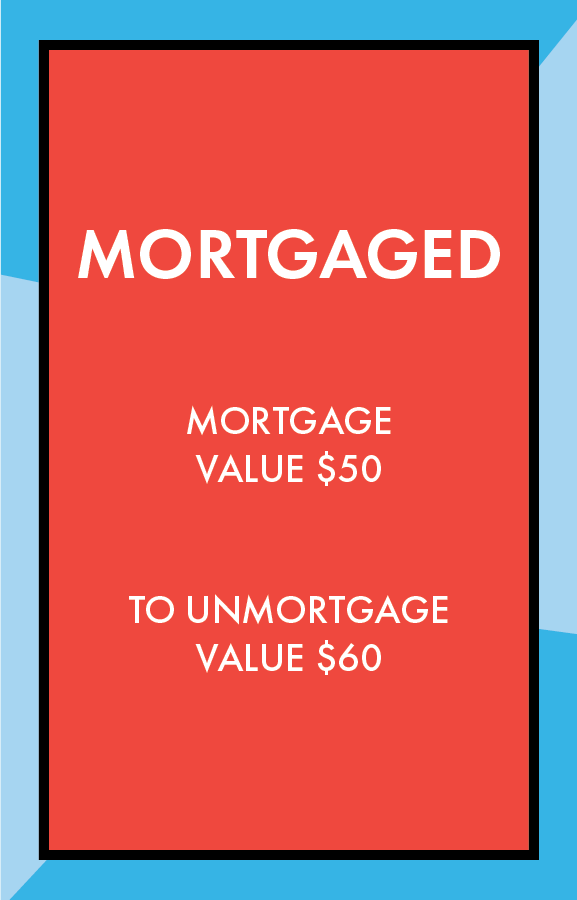 MORTGAGED
MORTGAGE
VALUE $50
TO UNMORTGAGE
VALUE $60